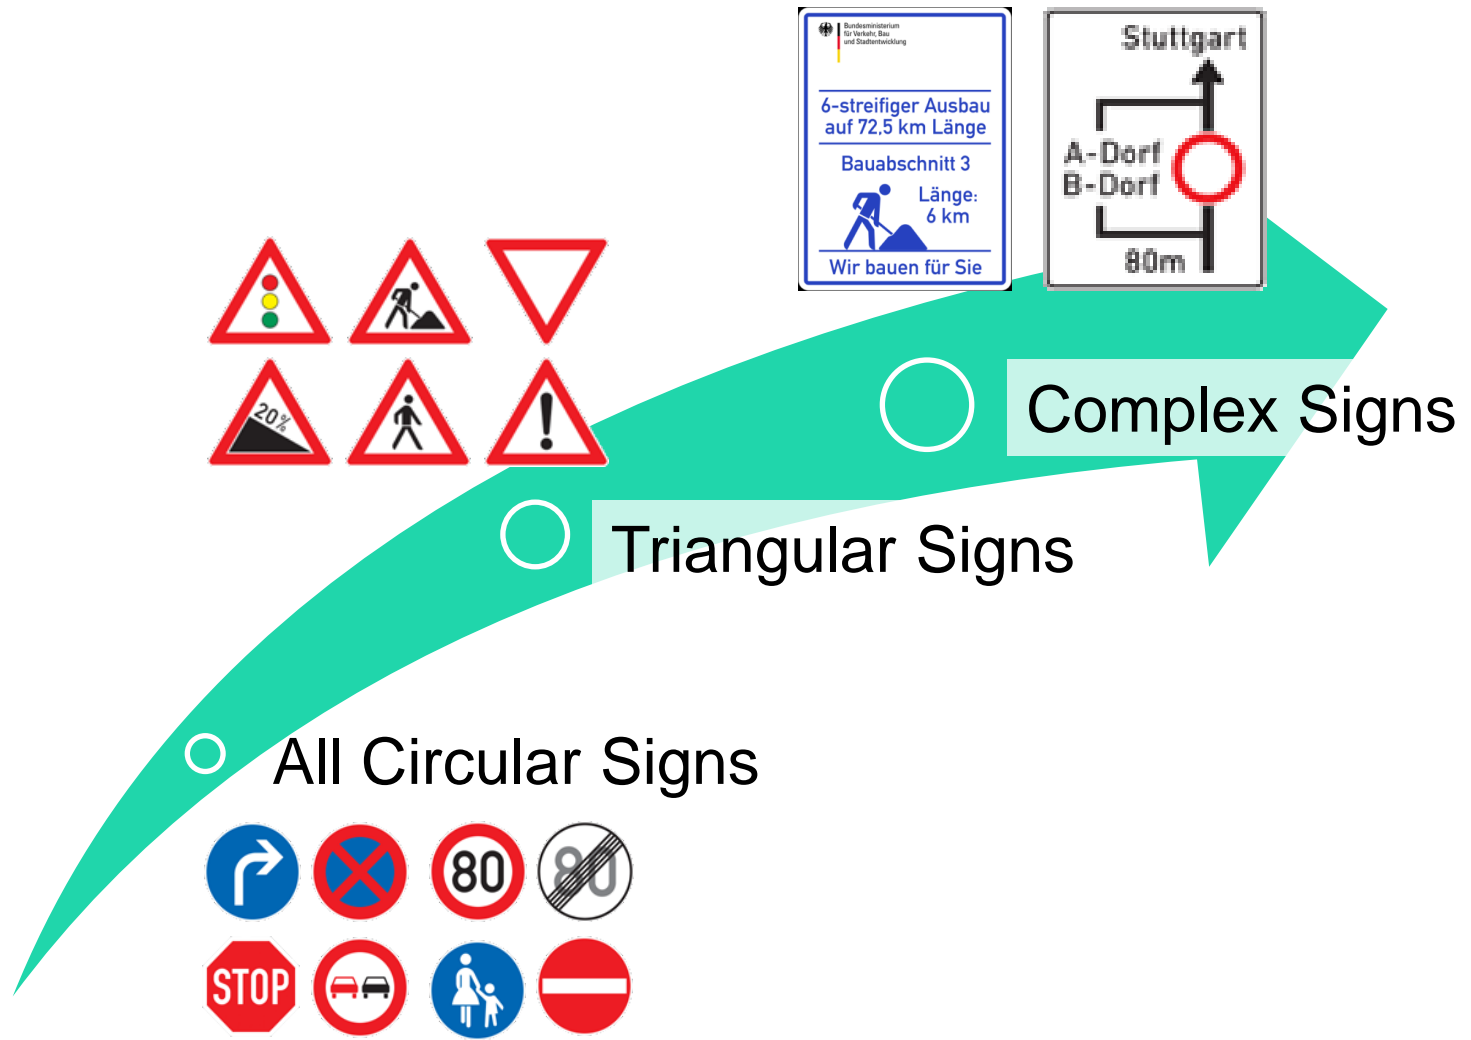 Bundesministerium
für Verkehr, Bau
und Stadtentwicklung
6-streifiger Ausbau
auf 72,5 km Länge
Bauabschnitt 3
Länge:
6 km
Wir bauen für Sie
Stuttgart
A-Dorf
B-Dorf
80m
20%
Complex Signs
Triangular Signs
All Circular Signs
80
80
STOP